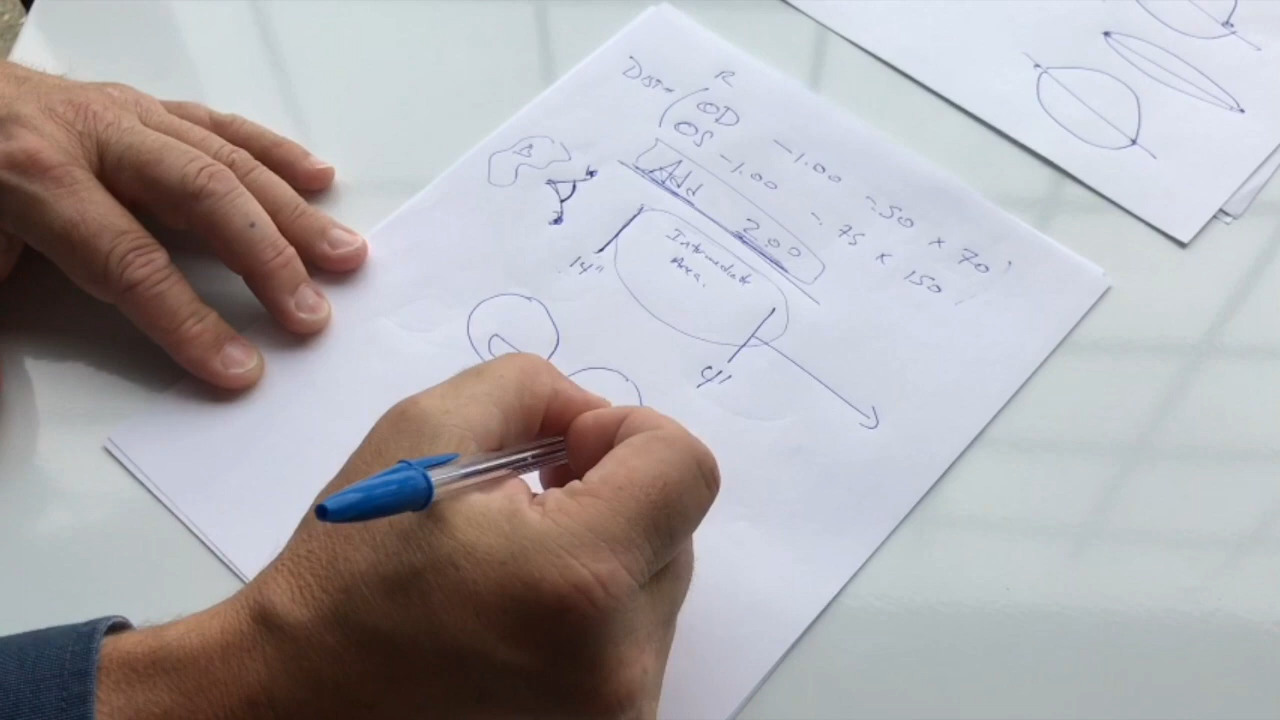 R
Dist
OD -1.00 -.50 x 70
OS -1.00 -.75 x 150
Add 2.00
B
14"
Intermediate
Area.
4'